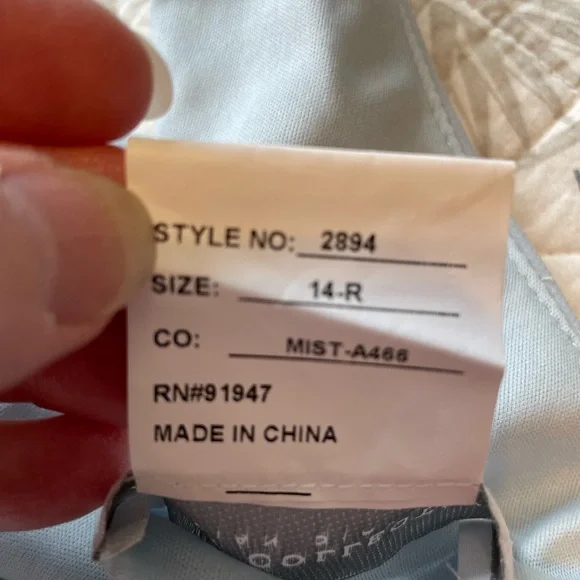 STYLE NO: 2894
SIZE: 14-R
CO: MIST-A466
RN#91947
MADE IN CHINA